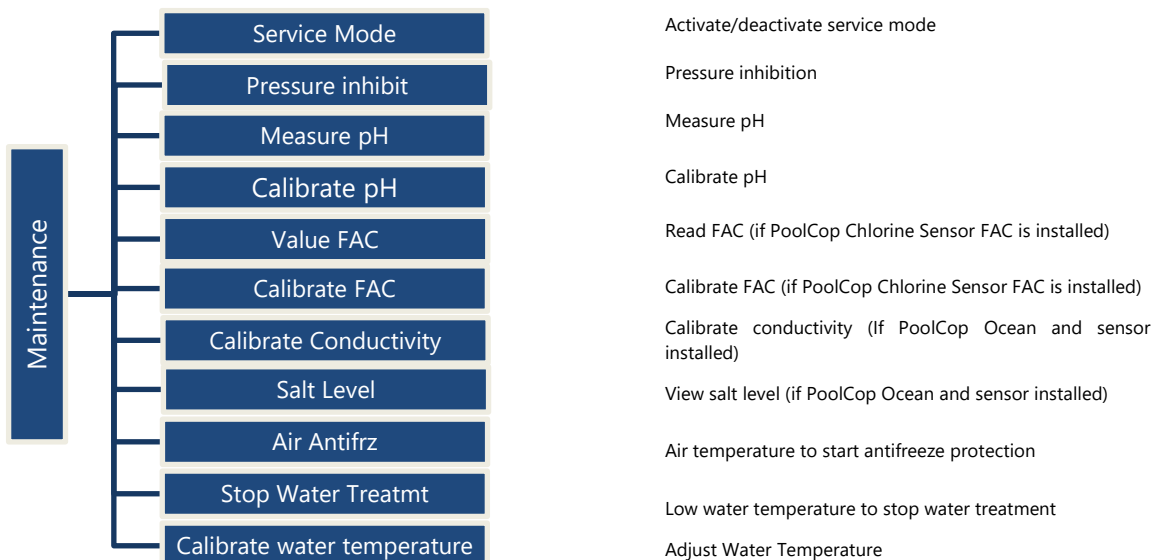 Maintenance
Service Mode
Activate/deactivate service mode
Pressure inhibit
Pressure inhibition
Measure pH
Measure pH
Calibrate pH
Calibrate pH
Value FAC
Read FAC (if PoolCop Chlorine Sensor FAC is installed)
Calibrate FAC
Calibrate FAC (if PoolCop Chlorine Sensor FAC is installed)
Calibrate Conductivity
Calibrate conductivity (If PoolCop Ocean and sensor
installed)
Salt Level
View salt level (if PoolCop Ocean and sensor installed)
Air Antifrz
Air temperature to start antifreeze protection
Stop Water Treatmt
Low water temperature to stop water treatment
Calibrate water temperature
Adjust Water Temperature